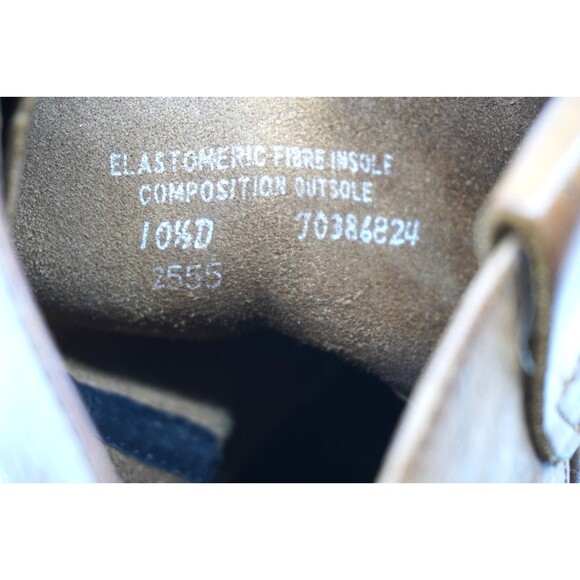 ELASTOMERIC FIBRE INSOLE
COMPOSITION OUTSOLE
10½D 70386824
2555